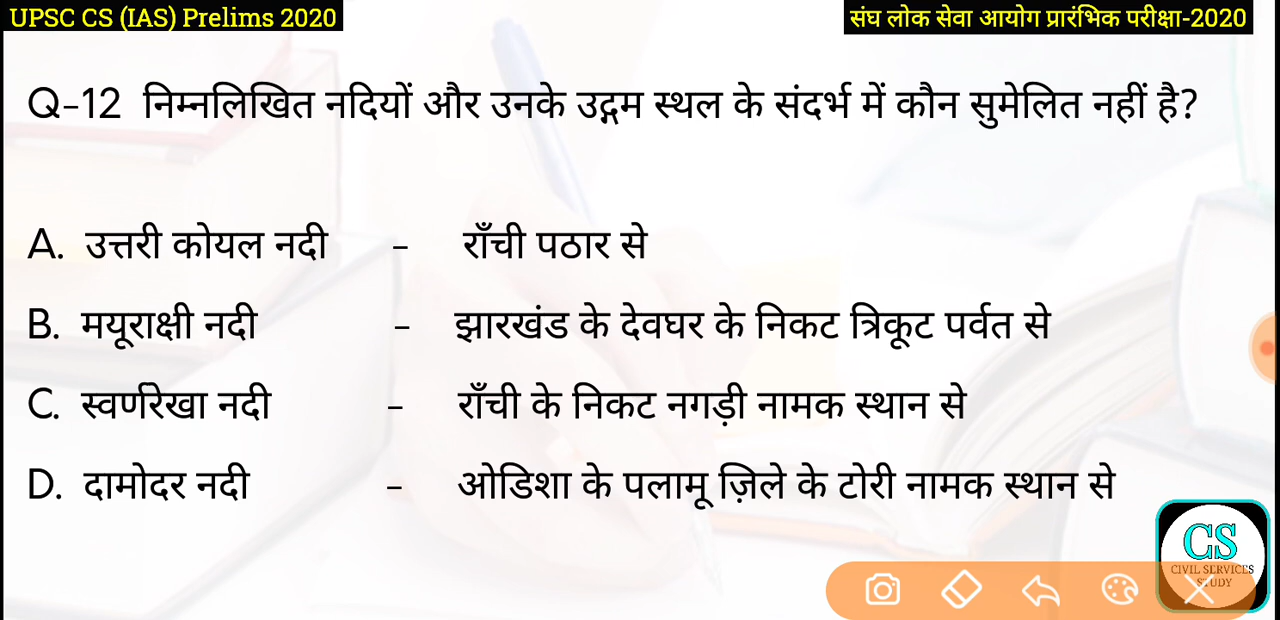 UPSC CS (IAS) Prelims 2020
संघ लोक सेवा आयोग प्रारंभिक परीक्षा-2020
Q-12 निम्नलिखित नदियों और उनके उद्गम स्थल के संदर्भ में कौन सुमेलित नहीं है?
A. उत्तरी कोयल नदी - राँची पठार से
B. मयूराक्षी नदी - झारखंड के देवघर के निकट त्रिकूट पर्वत से
C. स्वर्णरेखा नदी - राँची के निकट नगड़ी नामक स्थान से
D. दामोदर नदी - ओडिशा के पलामू ज़िले के टोरी नामक स्थान से
CS
CIVIL SERVICES
STUDY